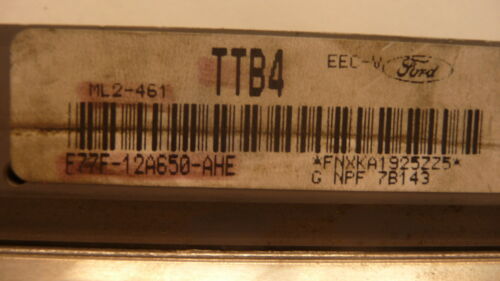 TTB4
EEC-V Ford
ML2-461
F77F-12A650-AHE
*FNXKA1925ZZ5*
G NPF 7B143